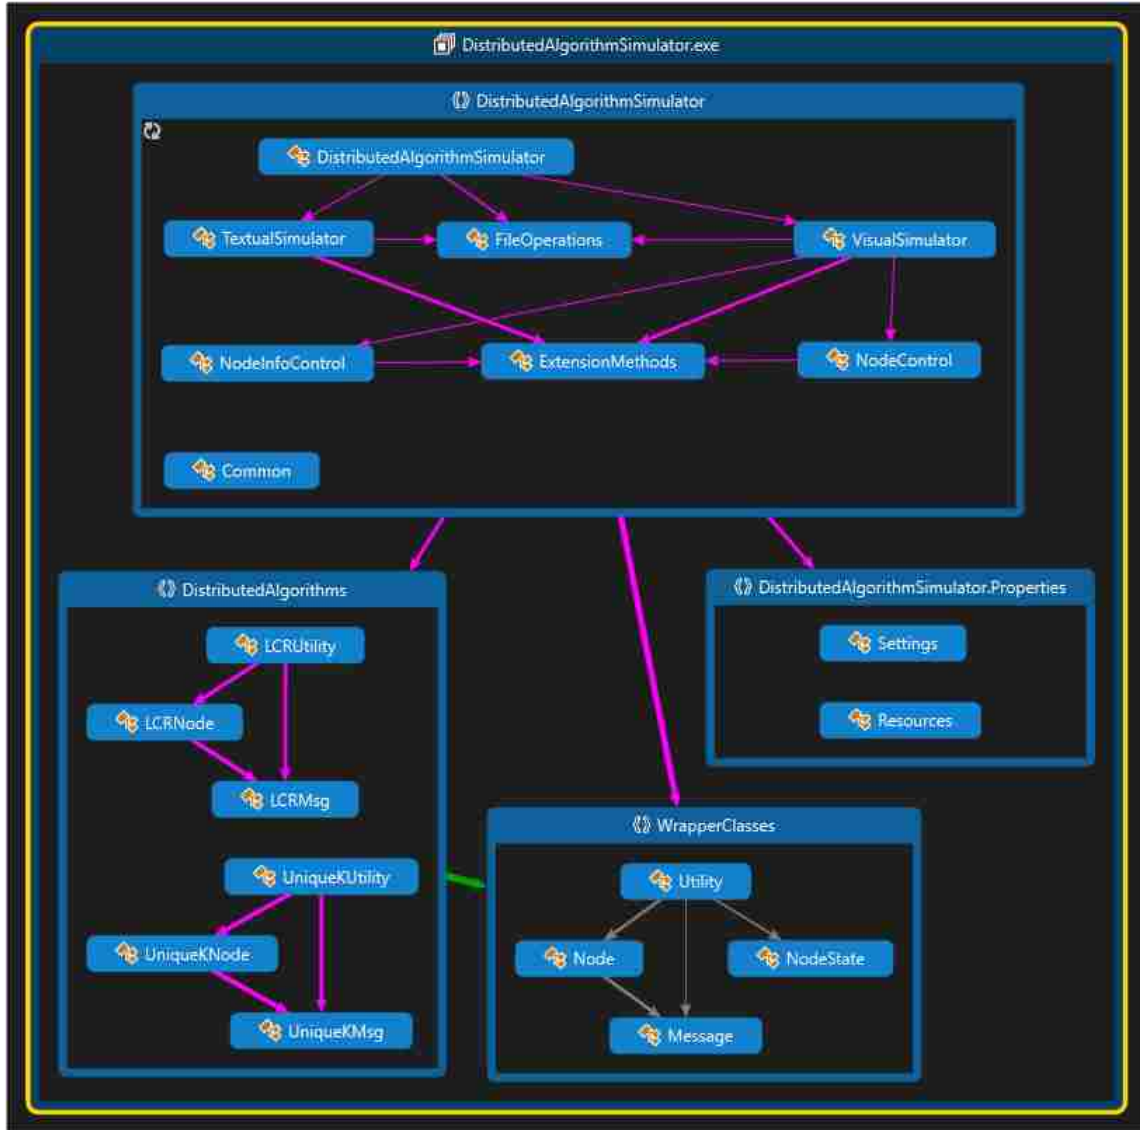 DistributedAlgorithmSimulator.exe
DistributedAlgorithmSimulator
DistributedAlgorithmSimulator
TextualSimulator
FileOperations
VisualSimulator
NodeInfoControl
ExtensionMethods
NodeControl
Common
DistributedAlgorithms
LCRUtility
LCRNode
LCRMsg
UniqueKUtility
UniqueKNode
UniqueKMsg
DistributedAlgorithmSimulator.Properties
Settings
Resources
WrapperClasses
Utility
Node
NodeState
Message